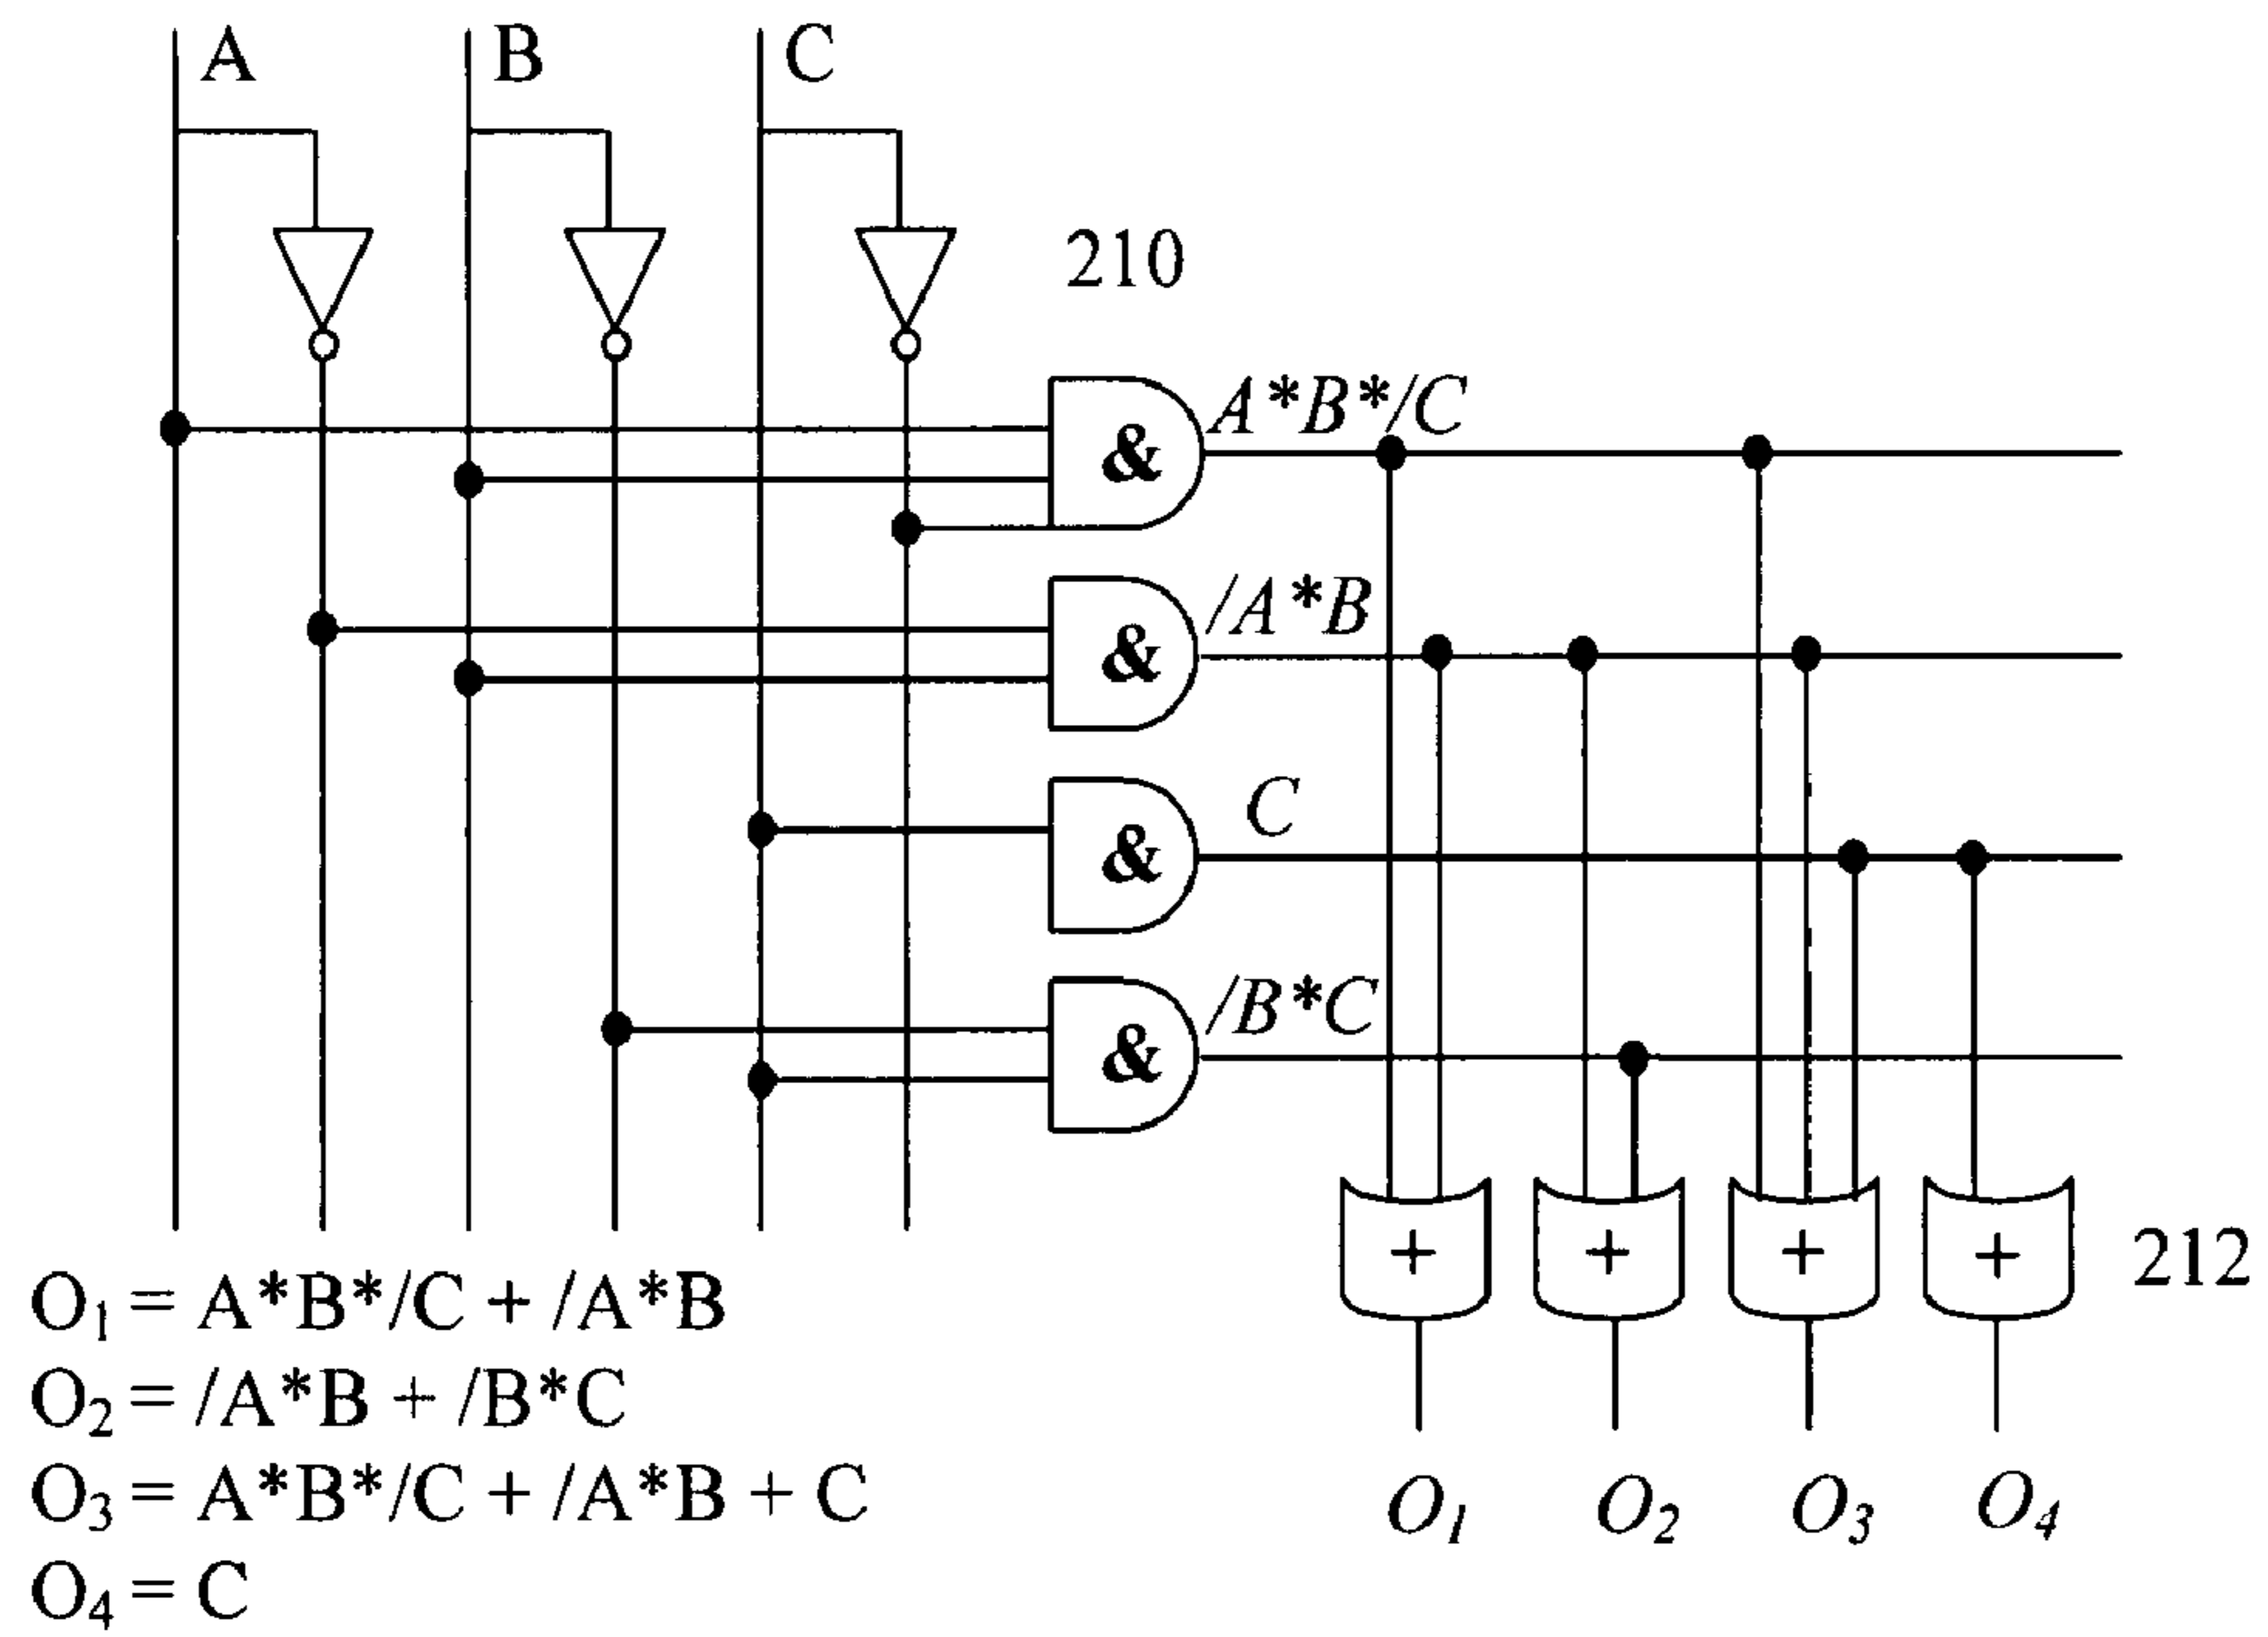 A B C
210
A*B*/C
&
/A*B
&
C
&
/B*C
&
+ + + +
212
O₁ = A*B*/C + /A*B
O₂ = /A*B + /B*C
O₃ = A*B*/C + /A*B + C
O₄ = C
O₁ O₂ O₃ O₄